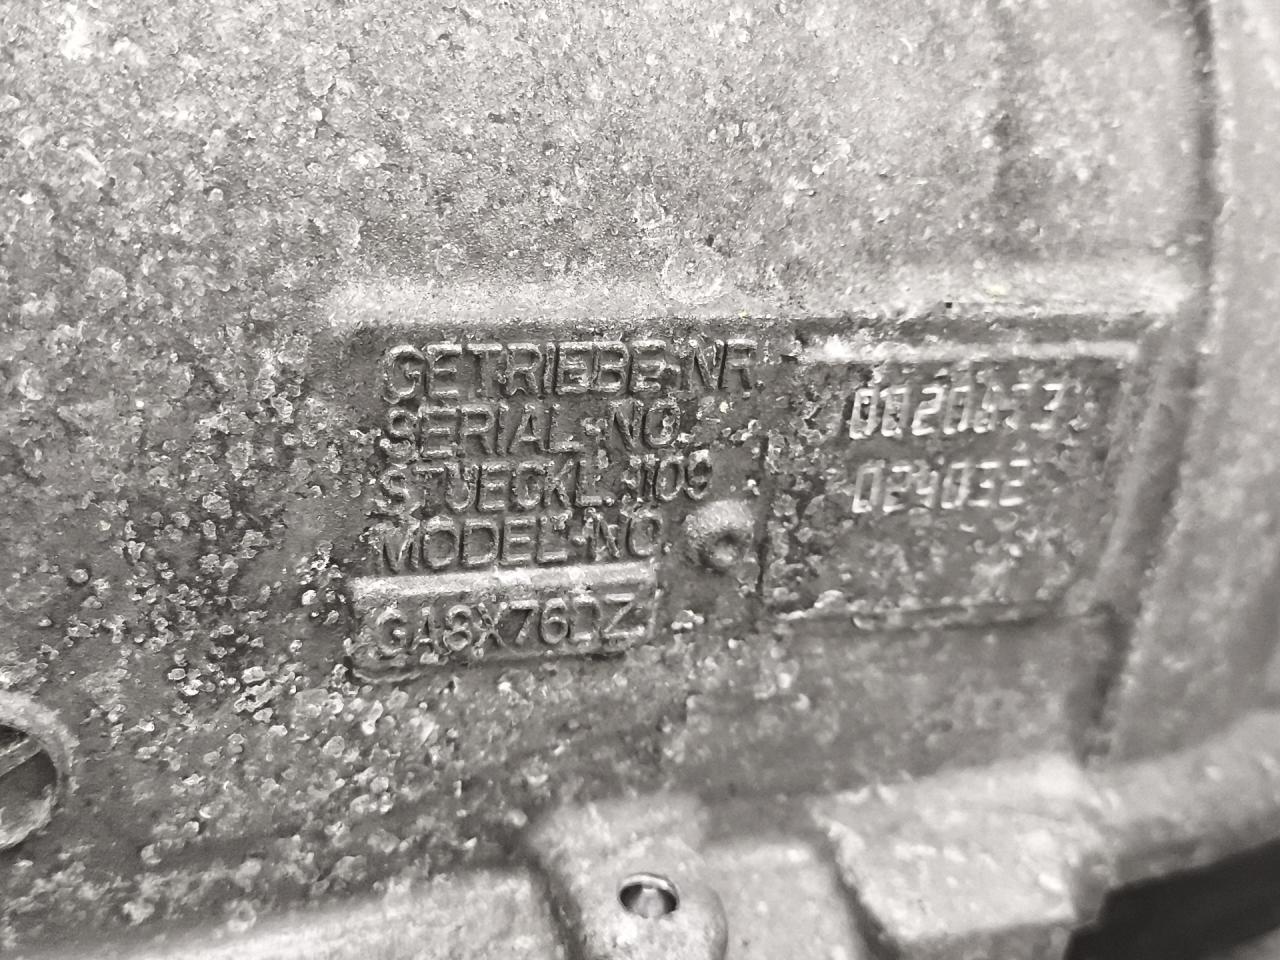 GETRIEBE-NR.
SERIAL-NO.
STUECKL. 109
MODEL-NO.
GA8X76DZ
024032